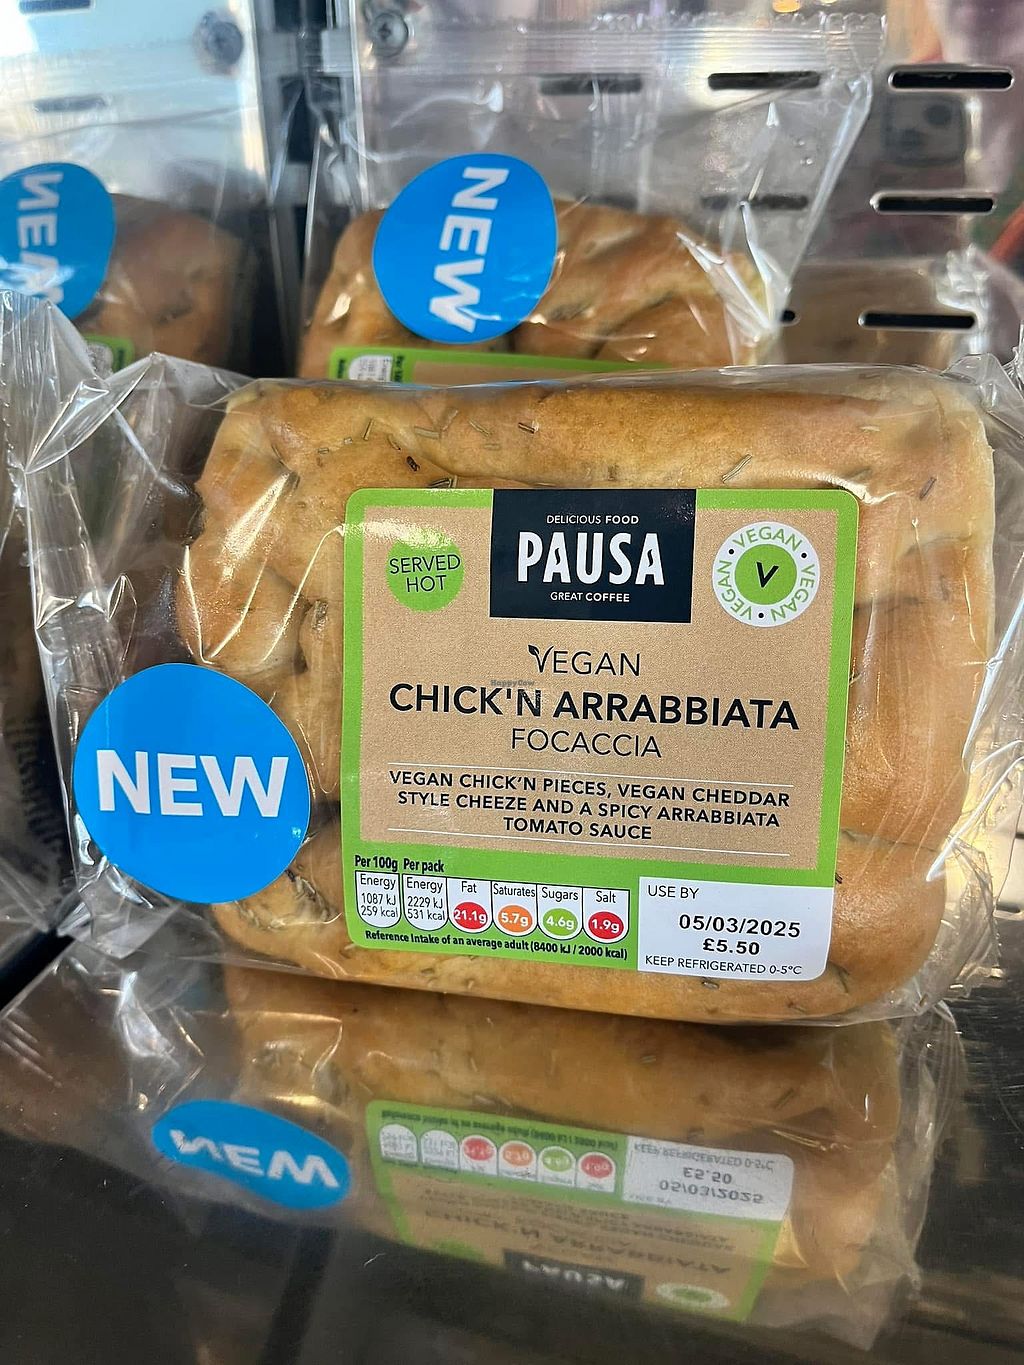 NEW
NEW
DELICIOUS FOOD
PAUSA
GREAT COFFEE
SERVED
HOT
VEGAN • VEGAN • VEGAN •
V
VEGAN
HappyCow
CHICK'N ARRABBIATA
FOCACCIA
VEGAN CHICK'N PIECES, VEGAN CHEDDAR
STYLE CHEEZE AND A SPICY ARRABBIATA
TOMATO SAUCE
NEW
Per 100g Per pack
Energy Energy Fat Saturates Sugars Salt
1087 kJ 2229 kJ
259 kcal 531 kcal 21.1g 5.7g 4.6g 1.9g
Reference Intake of an average adult (8400 kJ / 2000 kcal)
USE BY
05/03/2025
£5.50
KEEP REFRIGERATED 0-5°C